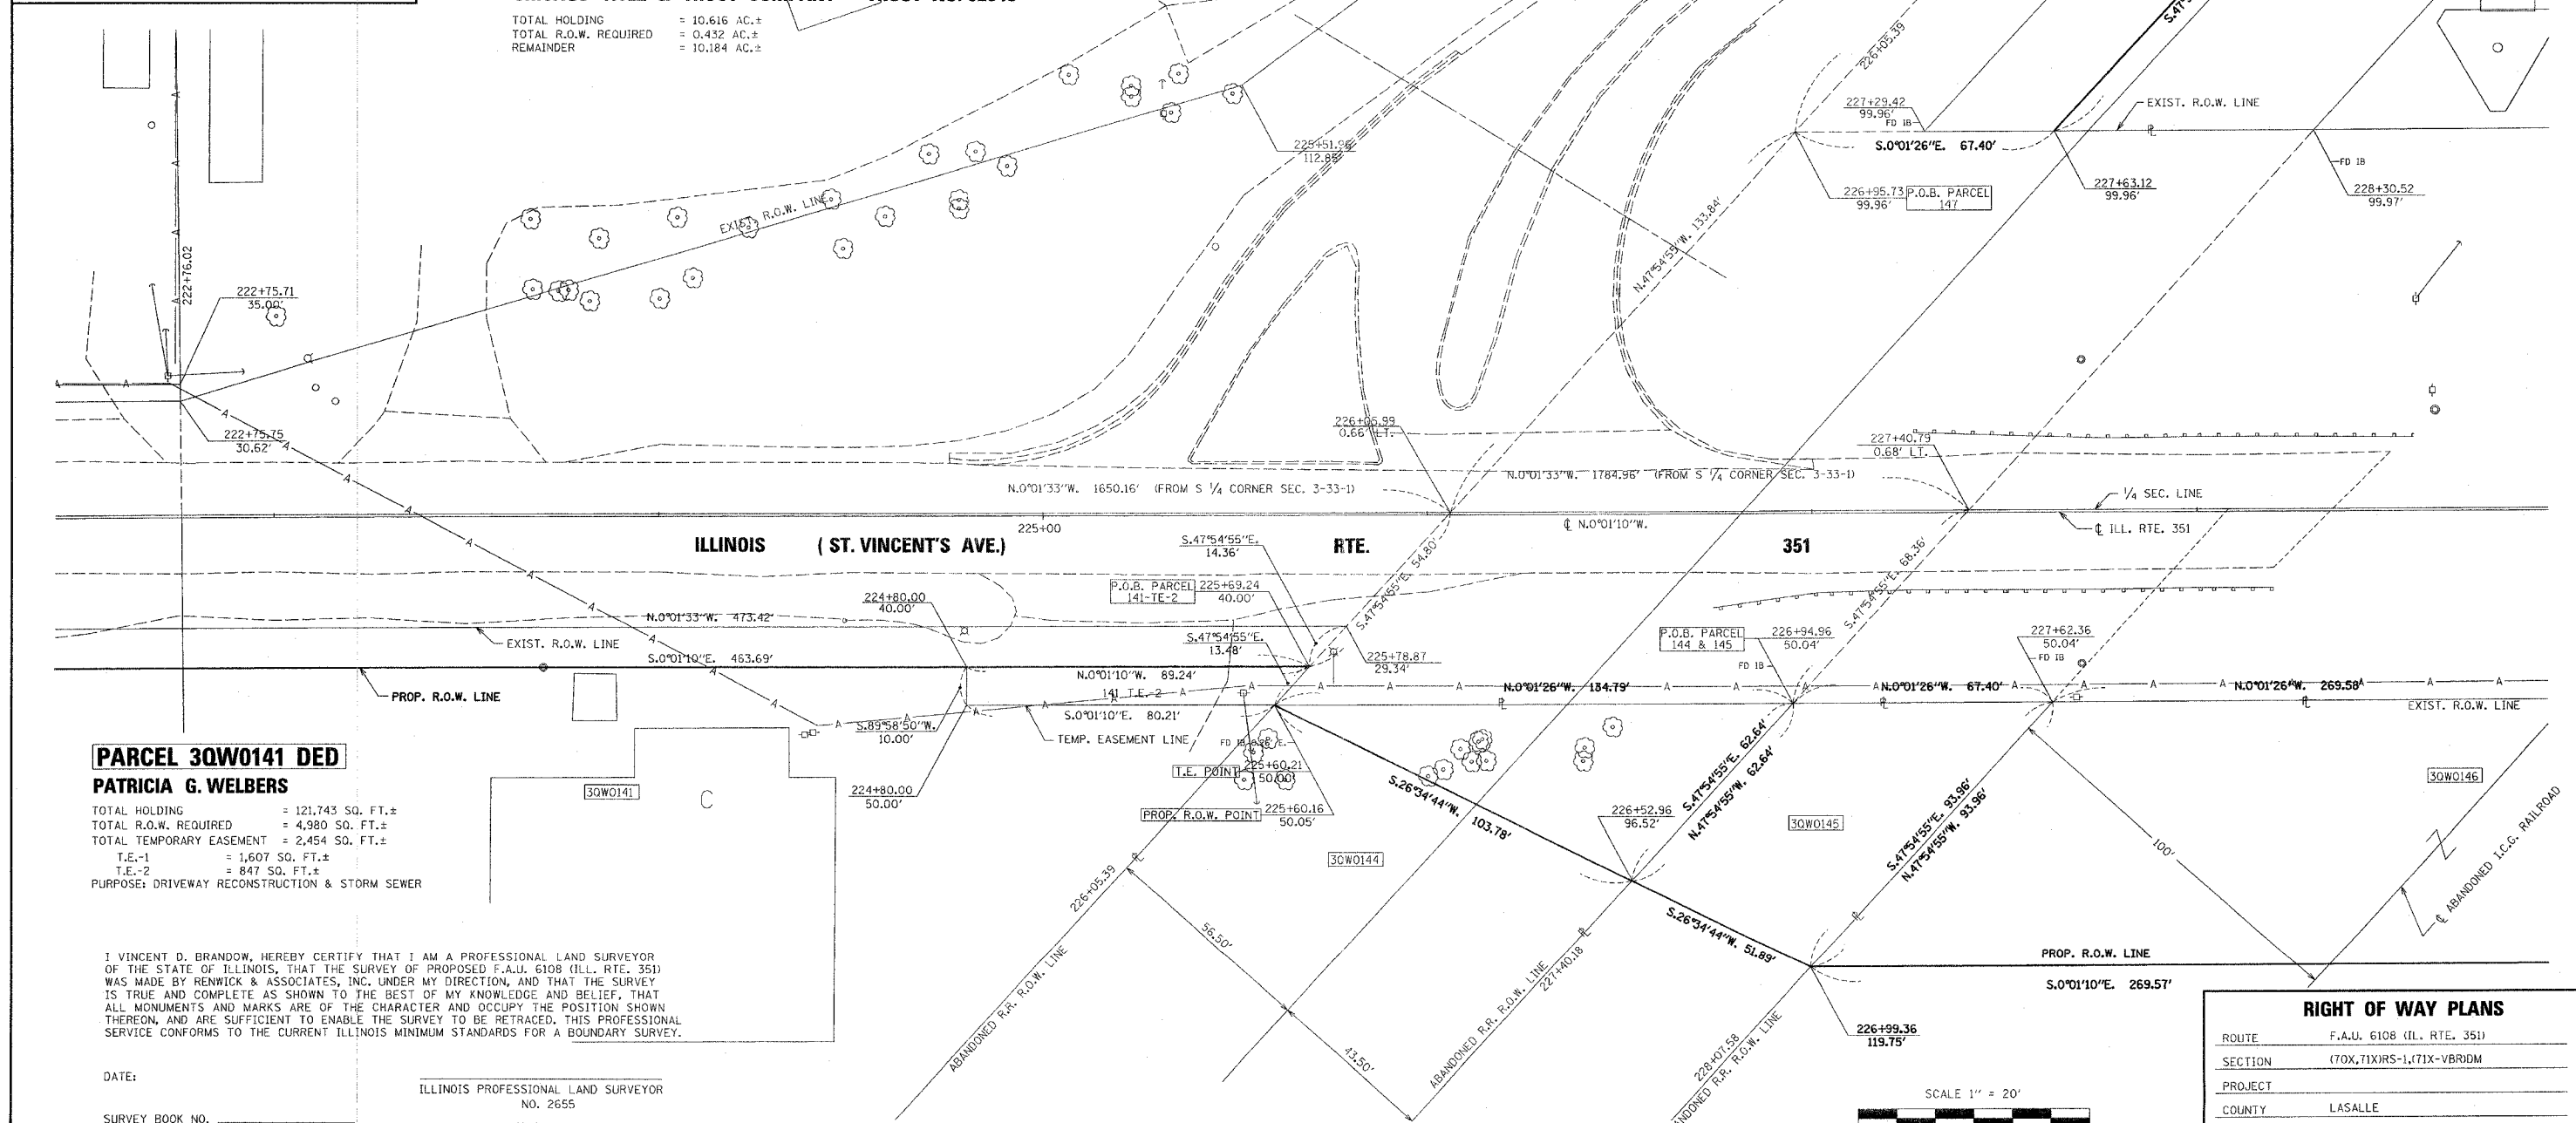 TOTAL HOLDING = 10.616 AC.±
TOTAL R.O.W. REQUIRED = 0.432 AC.±
REMAINDER = 10.184 AC.±
226+05.39
227+29.42
99.96'
FD IB
EXIST. R.O.W. LINE
S.0°01'26"E. 67.40'
225+51.96
112.85'
FD IB
226+95.73
99.96'
P.O.B. PARCEL
147
227+63.12
99.96'
228+30.52
99.97'
EXIST. R.O.W. LINE
N.47°54'55"W. 133.84'
222+76.02
222+75.71
35.00'
222+75.75
30.62'
226+05.99
0.66' LT.
227+40.79
0.68' LT.
N.0°01'33"W. 1650.16' (FROM S 1/4 CORNER SEC. 3-33-1)
N.0°01'33"W. 1784.96' (FROM S 1/4 CORNER SEC. 3-33-1)
1/4 SEC. LINE
225+00
℄ N.0°01'10"W.
℄ ILL. RTE. 351
ILLINOIS ( ST. VINCENT'S AVE.) RTE. 351
S.47°54'55"E.
14.36'
S.47°54'55"E. 54.80'
S.47°54'55"E. 68.36'
P.O.B. PARCEL
141-TE-2
225+69.24
40.00'
224+80.00
40.00'
N.0°01'33"W. 473.42'
EXIST. R.O.W. LINE
S.0°01'10"E. 463.69'
S.47°54'55"E.
13.48'
225+78.87
29.34'
P.O.B. PARCEL
144 & 145
226+94.96
50.04'
FD IB
227+62.36
50.04'
FD IB
N.0°01'10"W. 89.24'
141 T.E.-2
PROP. R.O.W. LINE
N.0°01'26"W. 134.79'
N.0°01'26"W. 67.40'
N.0°01'26"W. 269.58'
EXIST. R.O.W. LINE
S.0°01'10"E. 80.21'
S.89°58'50"W.
10.00'
TEMP. EASEMENT LINE
T.E. POINT
225+60.21
50.00'
224+80.00
50.00'
PROP. R.O.W. POINT
225+60.16
50.05'
S.26°34'44"W. 103.78'
S.47°54'55"E. 62.64'
N.47°54'55"W. 62.64'
226+52.96
96.52'
3QW0141
C
3QW0144
3QW0145
3QW0146
S.47°54'55"E. 93.96'
N.47°54'55"W. 93.96'
100'
℄ ABANDONED I.C.G. RAILROAD
PARCEL 3QW0141 DED
PATRICIA G. WELBERS
TOTAL HOLDING = 121,743 SQ. FT.±
TOTAL R.O.W. REQUIRED = 4,980 SQ. FT.±
TOTAL TEMPORARY EASEMENT = 2,454 SQ. FT.±
T.E.-1 = 1,607 SQ. FT.±
T.E.-2 = 847 SQ. FT.±
PURPOSE: DRIVEWAY RECONSTRUCTION & STORM SEWER
226+05.39
ABANDONED R.R. R.O.W. LINE
56.50'
43.50'
227+40.18
ABANDONED R.R. R.O.W. LINE
S.26°34'44"W. 51.89'
228+07.58
R.R. R.O.W. LINE
PROP. R.O.W. LINE
S.0°01'10"E. 269.57'
226+99.36
119.75'
I VINCENT D. BRANDOW, HEREBY CERTIFY THAT I AM A PROFESSIONAL LAND SURVEYOR
OF THE STATE OF ILLINOIS, THAT THE SURVEY OF PROPOSED F.A.U. 6108 (ILL. RTE. 351)
WAS MADE BY RENWICK & ASSOCIATES, INC. UNDER MY DIRECTION, AND THAT THE SURVEY
IS TRUE AND COMPLETE AS SHOWN TO THE BEST OF MY KNOWLEDGE AND BELIEF, THAT
ALL MONUMENTS AND MARKS ARE OF THE CHARACTER AND OCCUPY THE POSITION SHOWN
THEREON, AND ARE SUFFICIENT TO ENABLE THE SURVEY TO BE RETRACED. THIS PROFESSIONAL
SERVICE CONFORMS TO THE CURRENT ILLINOIS MINIMUM STANDARDS FOR A BOUNDARY SURVEY.
DATE:
ILLINOIS PROFESSIONAL LAND SURVEYOR
NO. 2655
SURVEY BOOK NO.
SCALE 1" = 20'
RIGHT OF WAY PLANS
ROUTE F.A.U. 6108 (IL. RTE. 351)
SECTION (70X,71X)RS-1,(71X-VBR)DM
PROJECT
COUNTY LASALLE